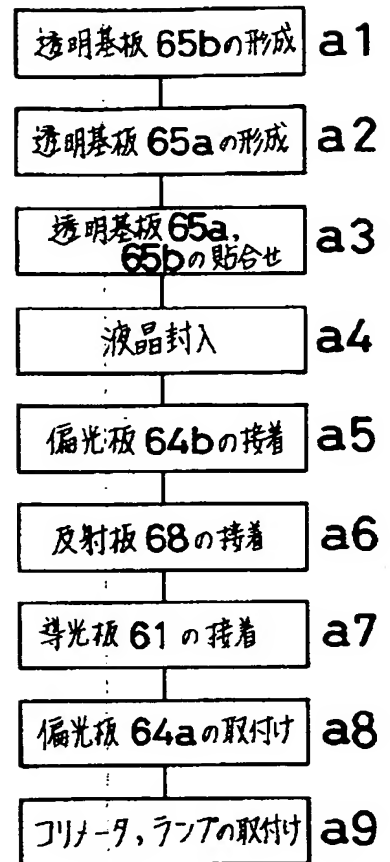 透明基板65bの形成 a1
透明基板65aの形成 a2
透明基板65a,
65bの貼合せ a3
液晶封入 a4
偏光板64bの接着 a5
反射板68の接着 a6
導光板61の接着 a7
偏光板64aの取付け a8
コリメータ,ランプの取付け a9